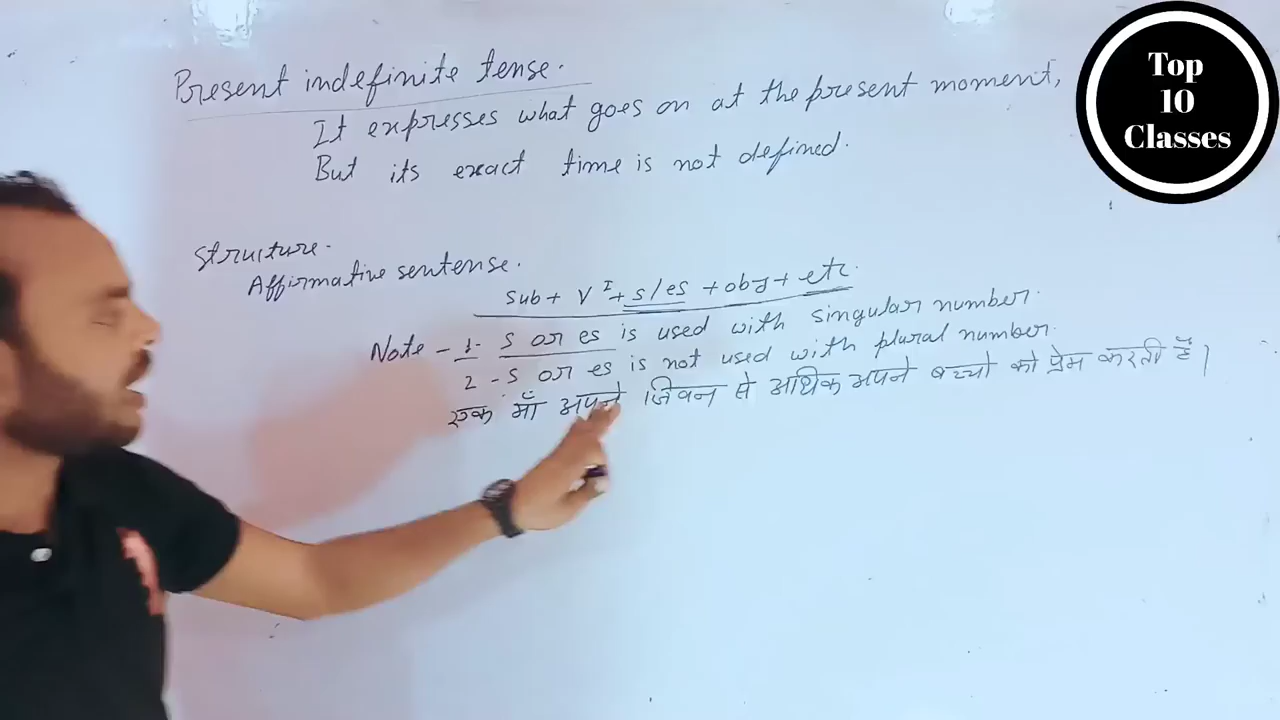 Present indefinite tense.
It expresses what goes on at the present moment,
But its exact time is not defined.
Structure.
Affirmative sentense.
Sub + V I + s/es + obj + etc.
Note - 1- S or es is used with singular number.
2 - S or es is not used with plural number.
एक माँ अपने जिवन से अधिक अपने बच्चो को प्रेम करती हैं।
Top
10
Classes